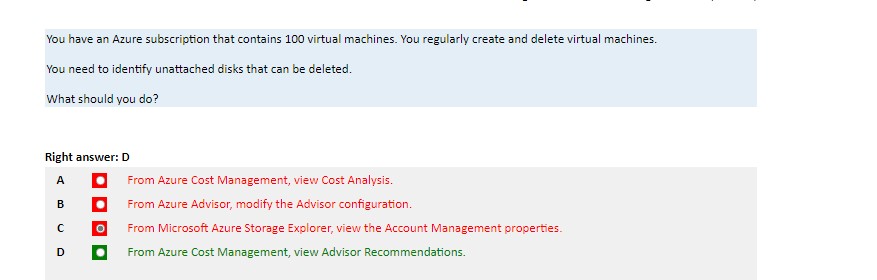 You have an Azure subscription that contains 100 virtual machines. You regularly create and delete virtual machines.
You need to identify unattached disks that can be deleted.
What should you do?
Right answer: D
A From Azure Cost Management, view Cost Analysis.
B From Azure Advisor, modify the Advisor configuration.
C From Microsoft Azure Storage Explorer, view the Account Management properties.
D From Azure Cost Management, view Advisor Recommendations.